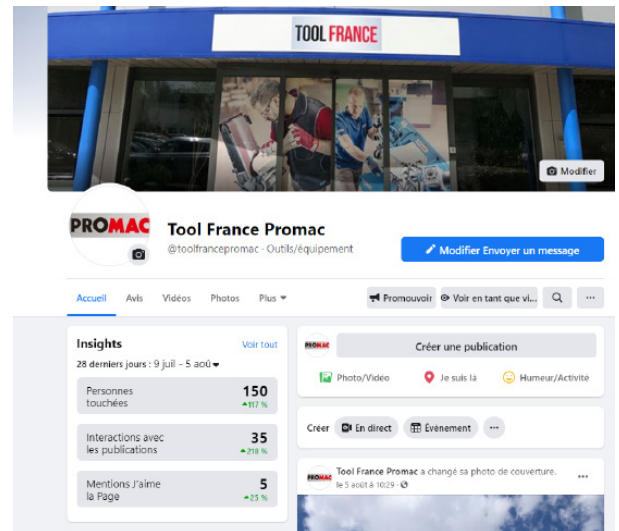 TOOL FRANCE
Modifier
PROMAC
Tool France Promac
@toolfrancepromac · Outils/équipement
Modifier Envoyer un message
Accueil Avis Vidéos Photos Plus
Promouvoir Voir en tant que vi...
Insights Voir tout
28 derniers jours : 9 juil - 5 aoû
Personnes touchées 150
117 %
Interactions avec les publications 35
218 %
Mentions J'aime la Page 5
25 %
PROMAC
Créer une publication
Photo/Vidéo Je suis là Humeur/Activité
Créer En direct Évènement ...
PROMAC
Tool France Promac a changé sa photo de couverture. ...
le 5 août à 10:29 ·